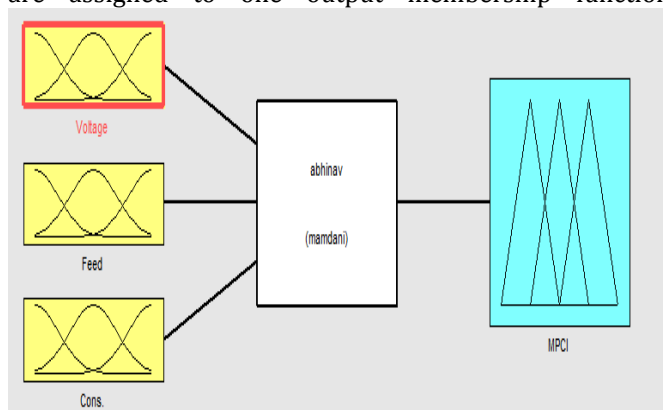 are assigned to one output membership function
Voltage
Feed
Cons.
abhinav
(mamdani)
MPCI